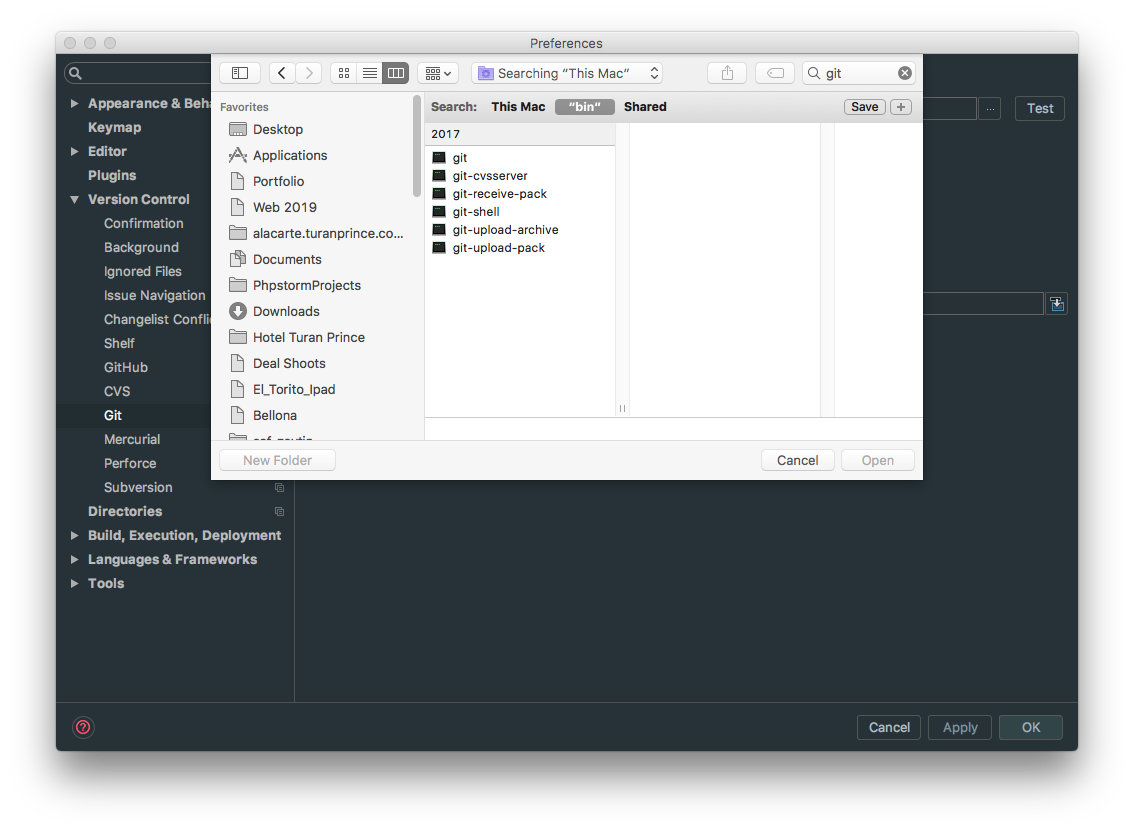 Preferences
Searching "This Mac"
git
Appearance & Beha
Keymap
Editor
Plugins
Version Control
Confirmation
Background
Ignored Files
Issue Navigation
Changelist Conflic
Shelf
GitHub
CVS
Git
Mercurial
Perforce
Subversion
Directories
Build, Execution, Deployment
Languages & Frameworks
Tools
Favorites
Desktop
Applications
Portfolio
Web 2019
alacarte.turanprince.co...
Documents
PhpstormProjects
Downloads
Hotel Turan Prince
Deal Shoots
El_Torito_Ipad
Bellona
Search: This Mac "bin" Shared Save +
2017
git
git-cvsserver
git-receive-pack
git-shell
git-upload-archive
git-upload-pack
New Folder Cancel Open
... Test
? Cancel Apply OK